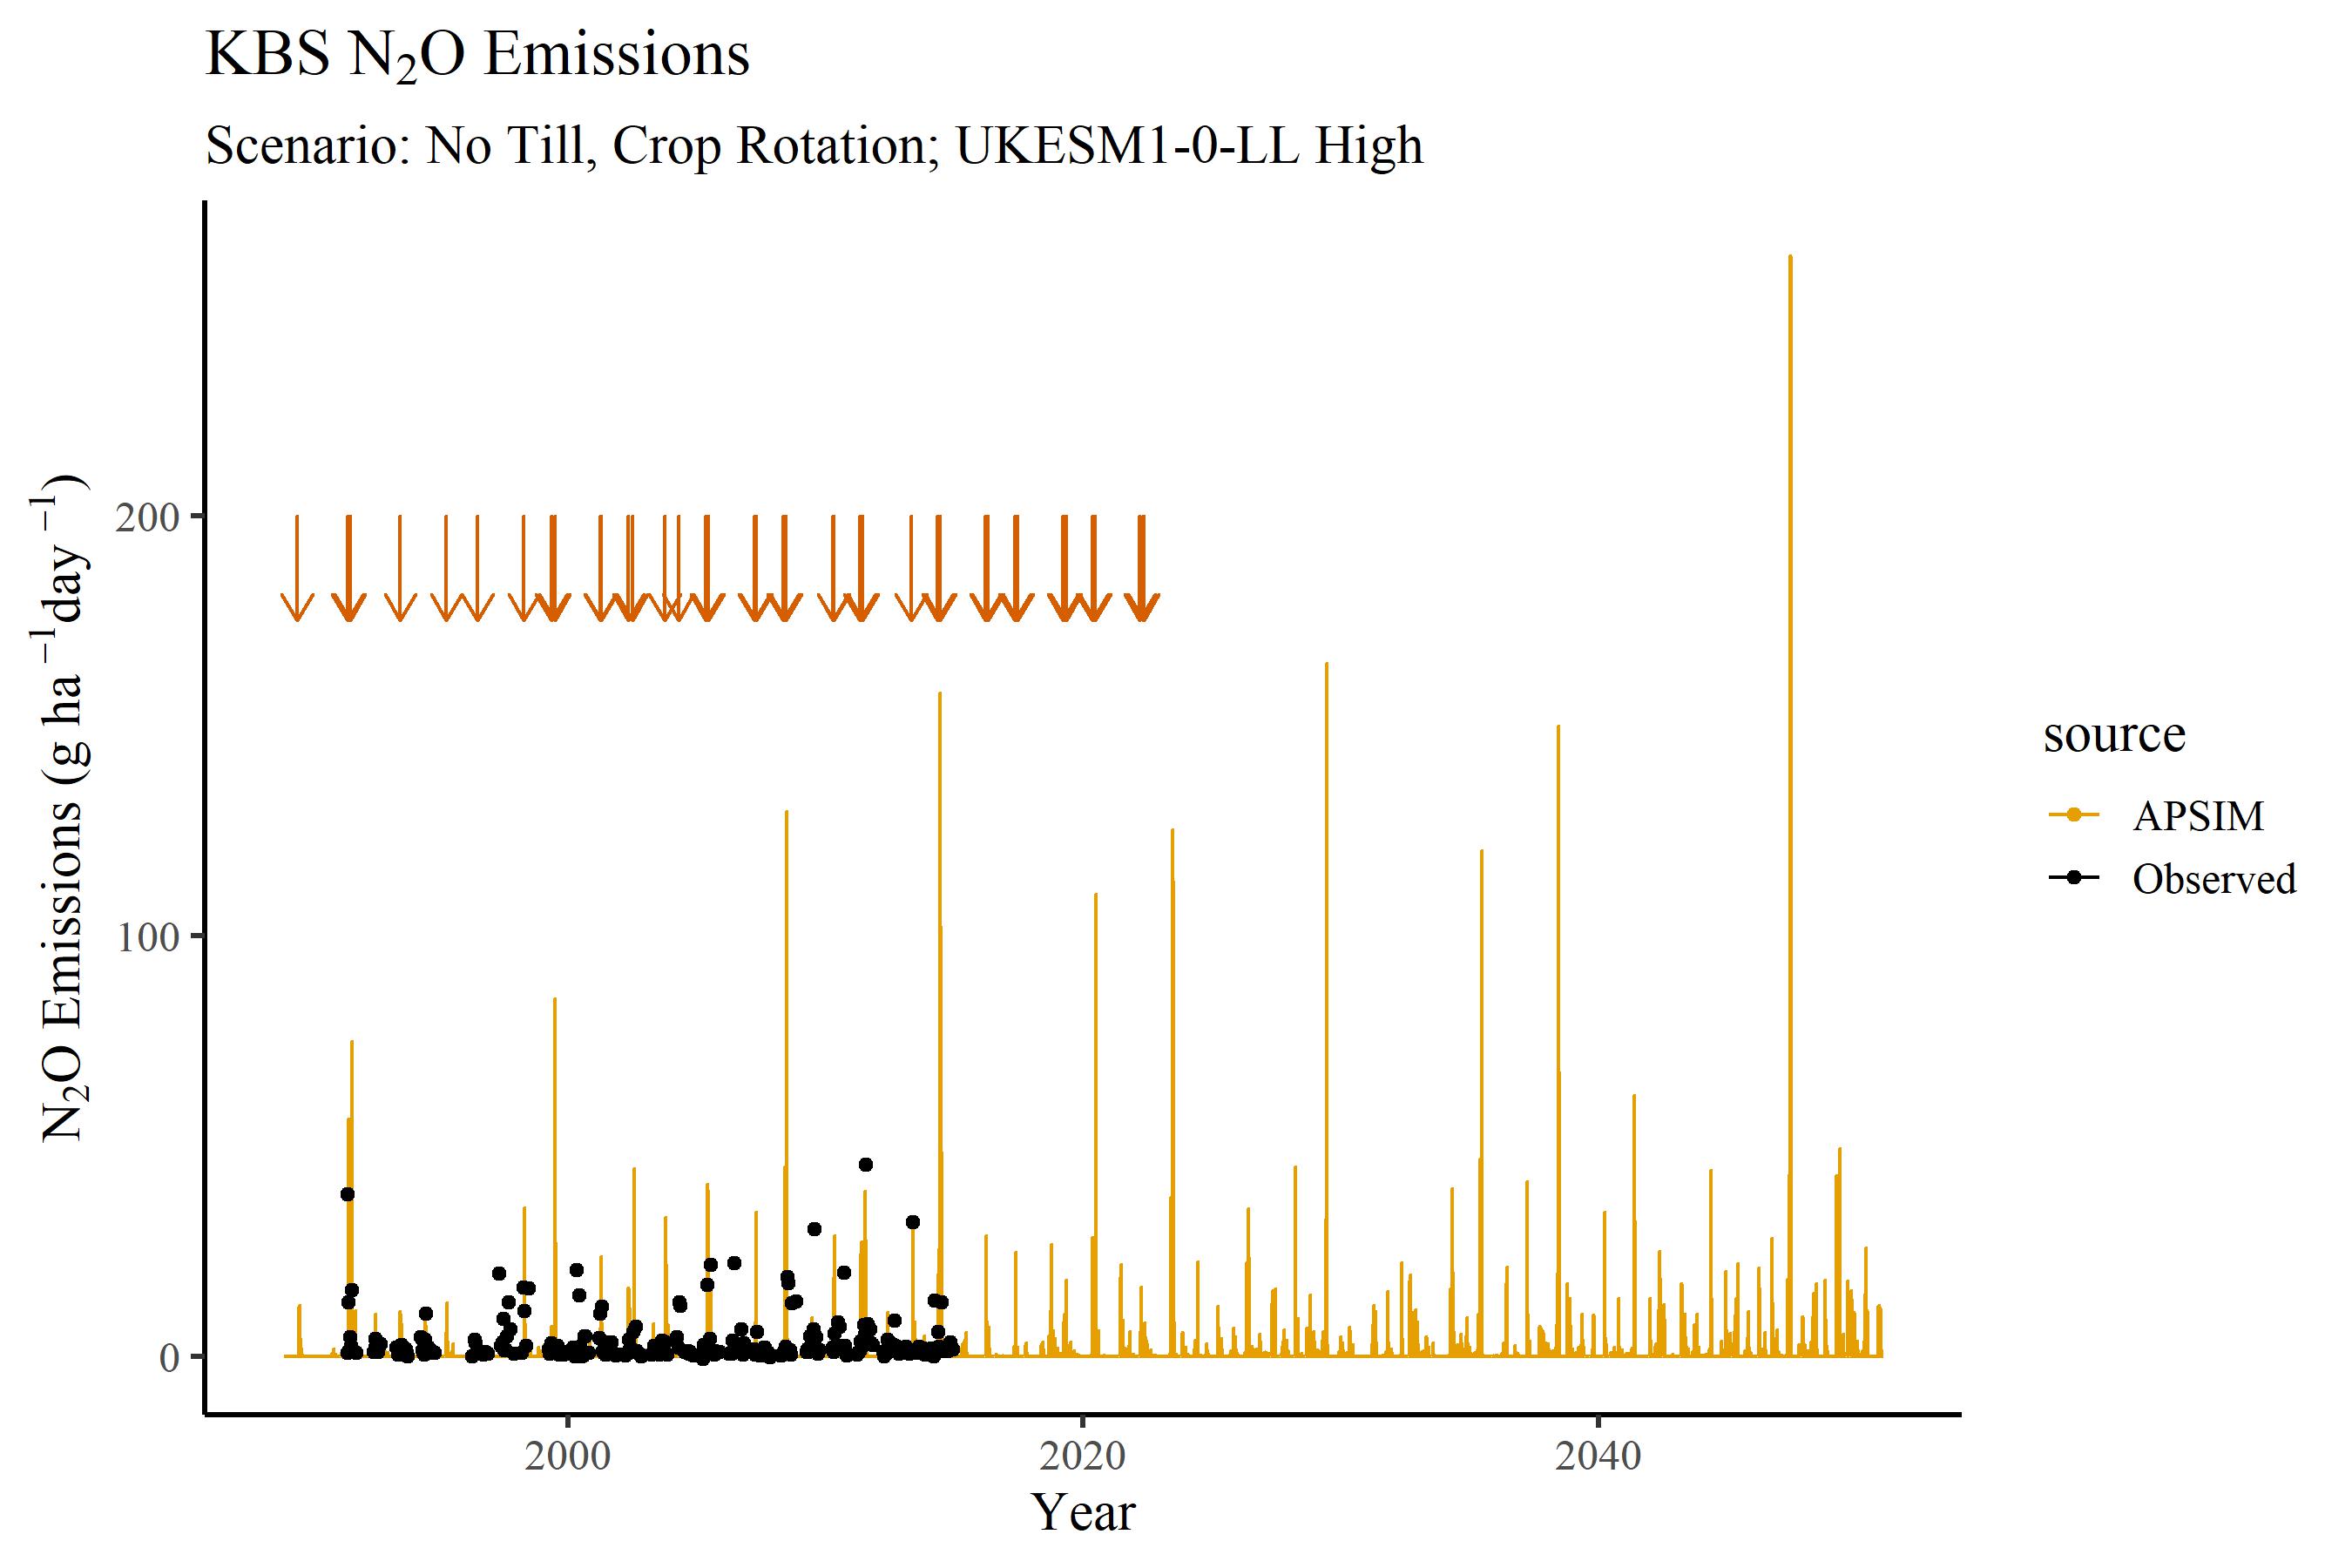 KBS N₂O Emissions
Scenario: No Till, Crop Rotation; UKESM1-0-LL High
N₂O Emissions (g ha ⁻¹day ⁻¹)
200
100
0
2000
2020
2040
Year
source
APSIM
Observed